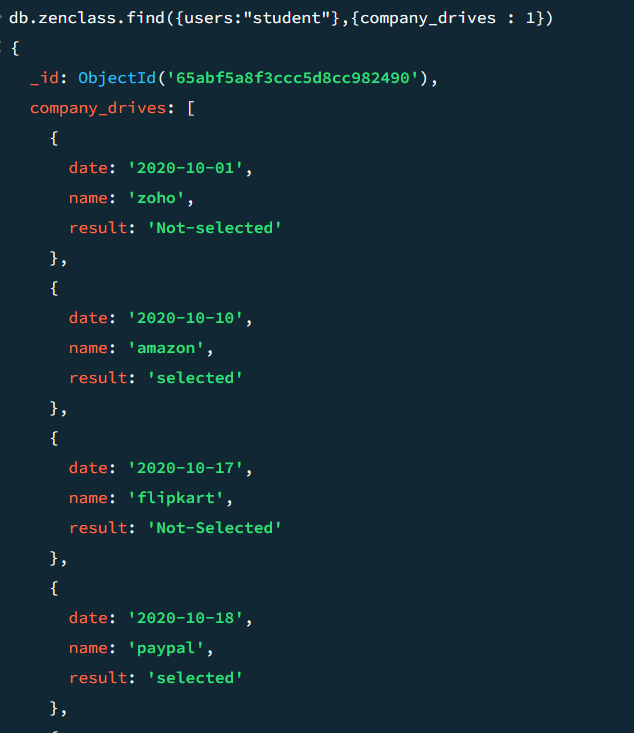 db.zenclass.find({users:"student"},{company_drives : 1})
{
  _id: ObjectId('65abf5a8f3ccc5d8cc982490'),
  company_drives: [
    {
      date: '2020-10-01',
      name: 'zoho',
      result: 'Not-selected'
    },
    {
      date: '2020-10-10',
      name: 'amazon',
      result: 'selected'
    },
    {
      date: '2020-10-17',
      name: 'flipkart',
      result: 'Not-Selected'
    },
    {
      date: '2020-10-18',
      name: 'paypal',
      result: 'selected'
    },